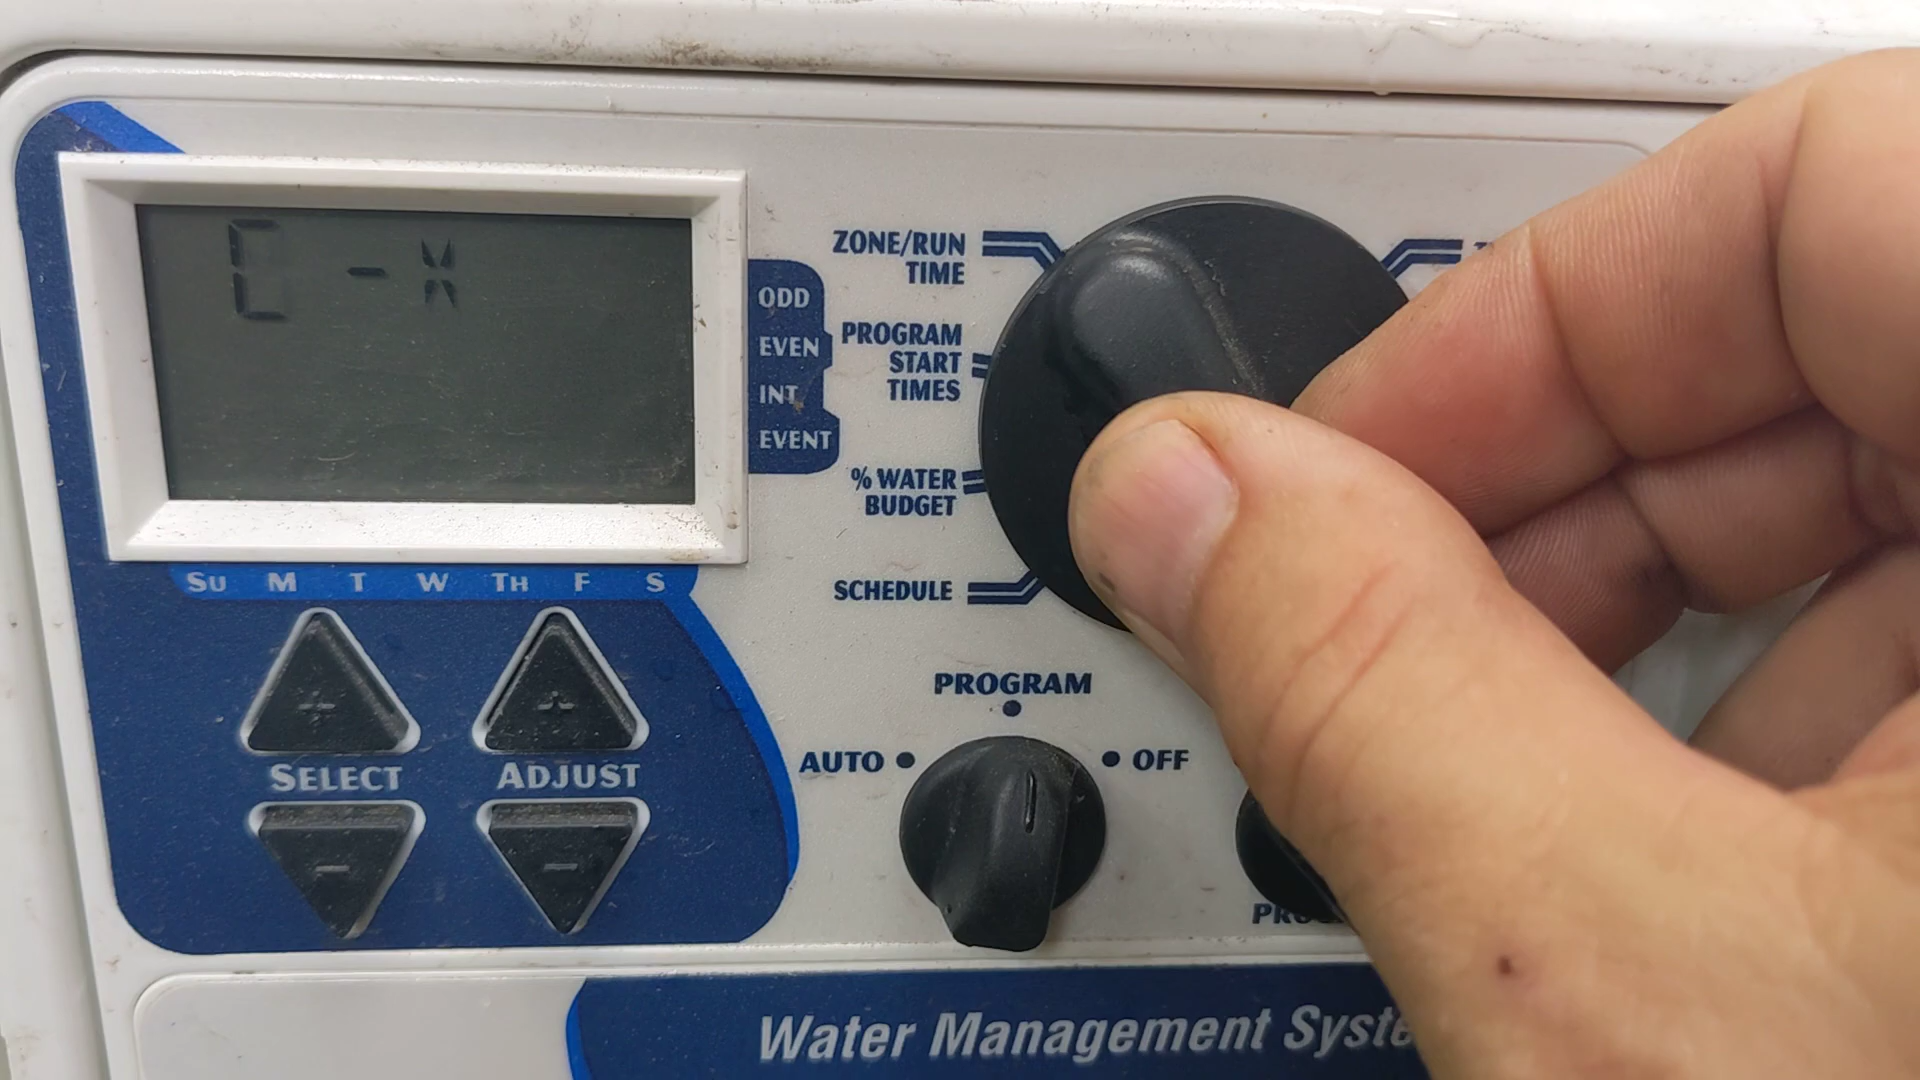 ZONE/RUN
TIME
ODD
EVEN
INT
EVENT
PROGRAM
START
TIMES
% WATER
BUDGET
SCHEDULE
SU M T W TH F S
+
SELECT
-
+
ADJUST
-
PROGRAM
AUTO
OFF
Water Management